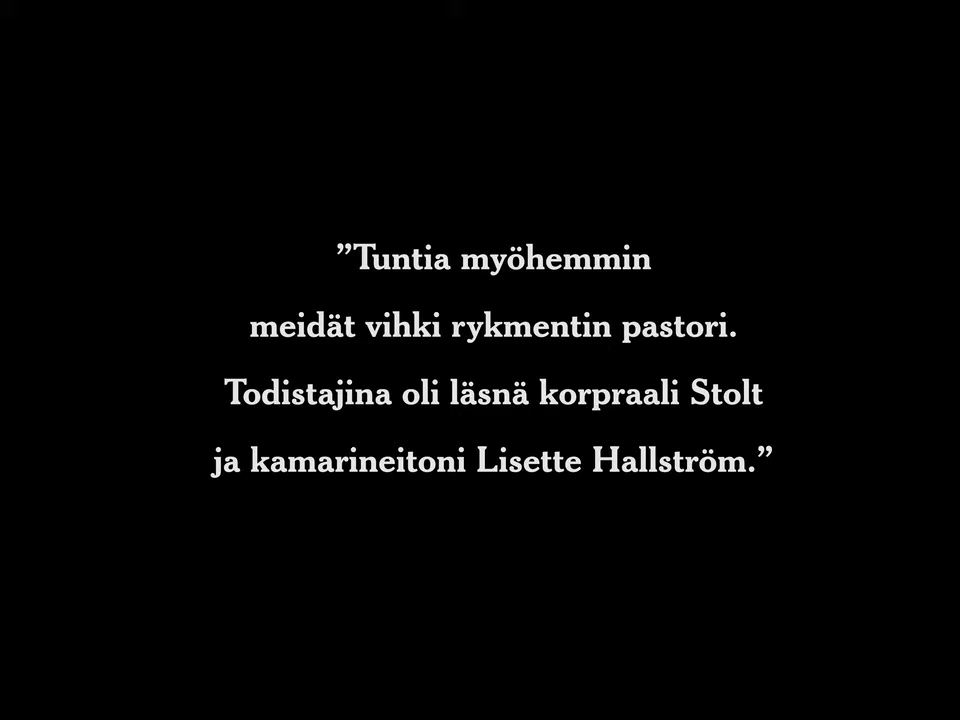 ”Tuntia myöhemmin
meidät vihki rykmentin pastori.
Todistajina oli läsnä korpraali Stolt
ja kamarineitoni Lisette Hallström.”